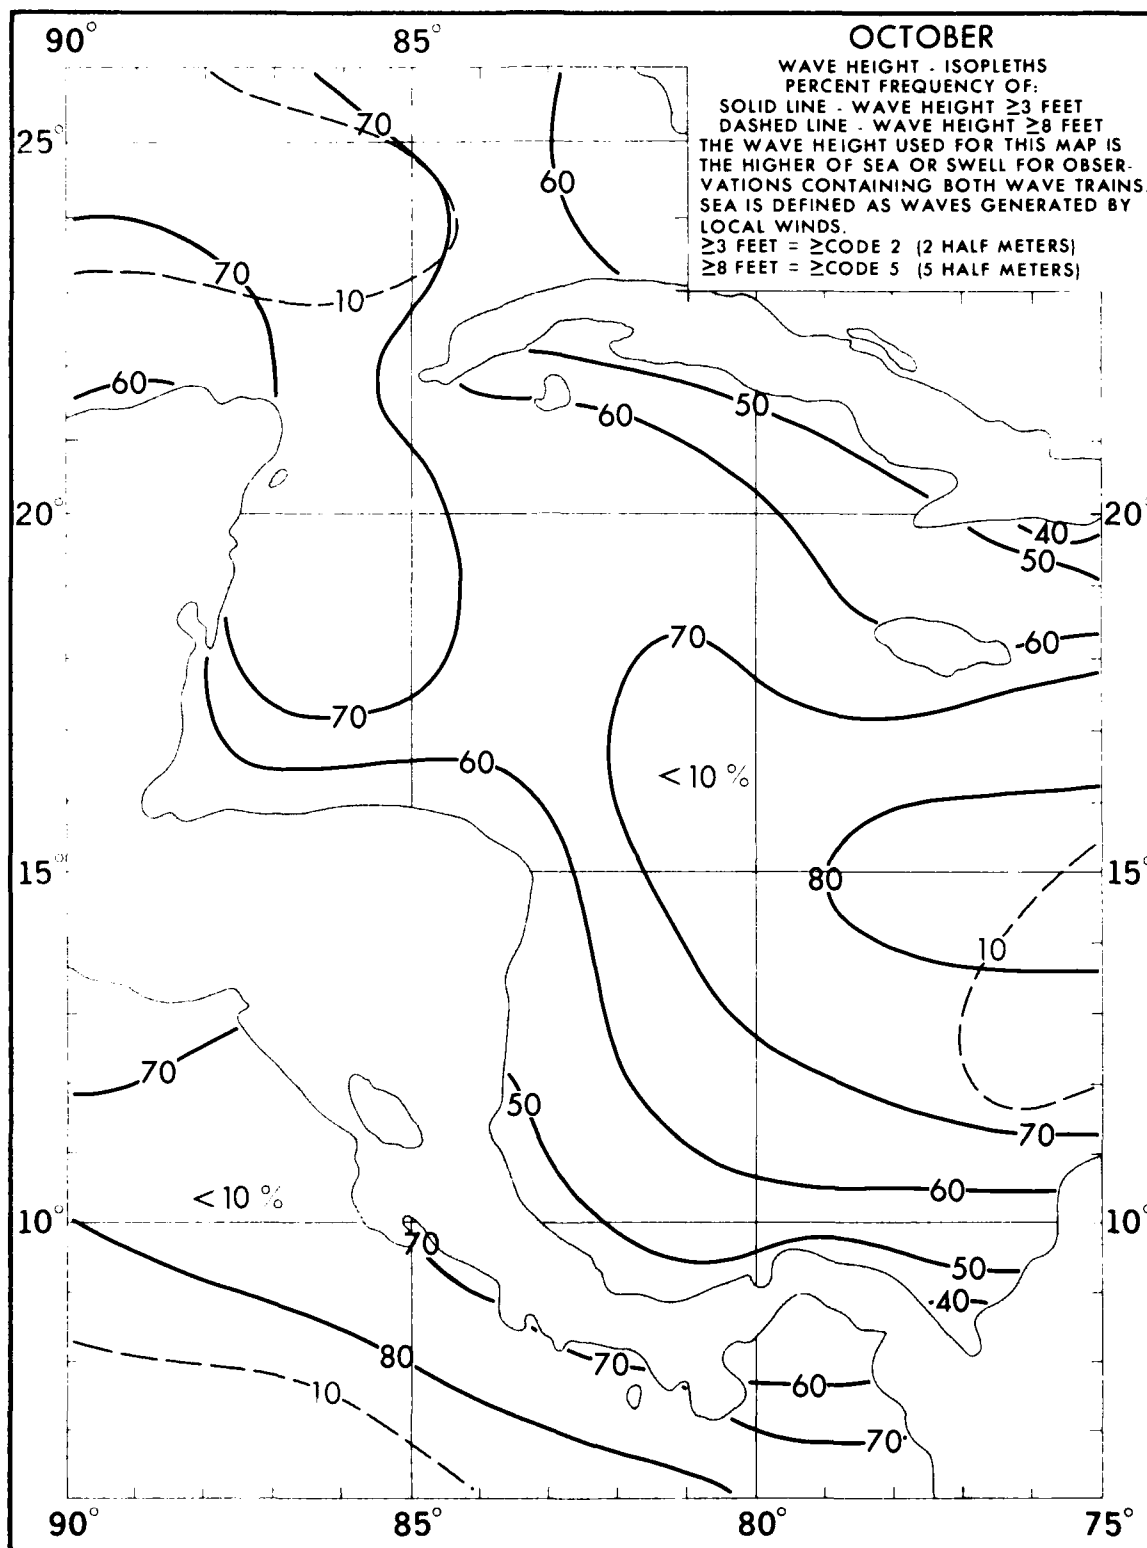 90° 85° OCTOBER
WAVE HEIGHT - ISOPLETHS
PERCENT FREQUENCY OF:
SOLID LINE - WAVE HEIGHT ≥3 FEET
DASHED LINE - WAVE HEIGHT ≥8 FEET
THE WAVE HEIGHT USED FOR THIS MAP IS
THE HIGHER OF SEA OR SWELL FOR OBSER-
VATIONS CONTAINING BOTH WAVE TRAINS.
SEA IS DEFINED AS WAVES GENERATED BY
LOCAL WINDS.
≥3 FEET = ≥CODE 2 (2 HALF METERS)
≥8 FEET = ≥CODE 5 (5 HALF METERS)
70
25°
60
70
10
60
50
60
20° 20°
40
50
60
70
70
60
<10 %
15° 15°
80
10
70
50
70
60
<10 %
10° 10°
70
50
40
80
70
60
10
70
90° 85° 80° 75°